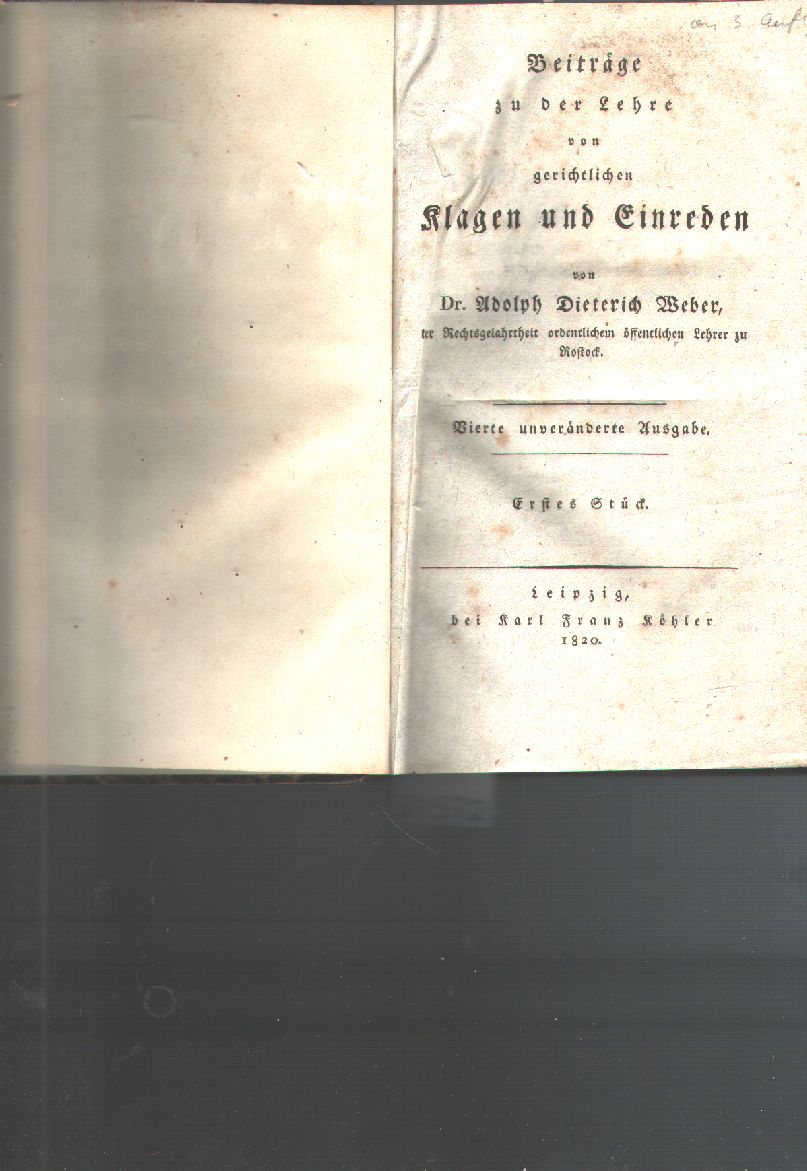 Beiträge
zu der Lehre
von
gerichtlichen
Klagen und Einreden
von
Dr. Adolph Dieterich Weber,
der Rechtsgelahrtheit ordentlichem öffentlichen Lehrer zu
Rostock.
Vierte unveränderte Ausgabe.
Erstes Stück.
Leipzig,
bei Karl Franz Köhler
1820.